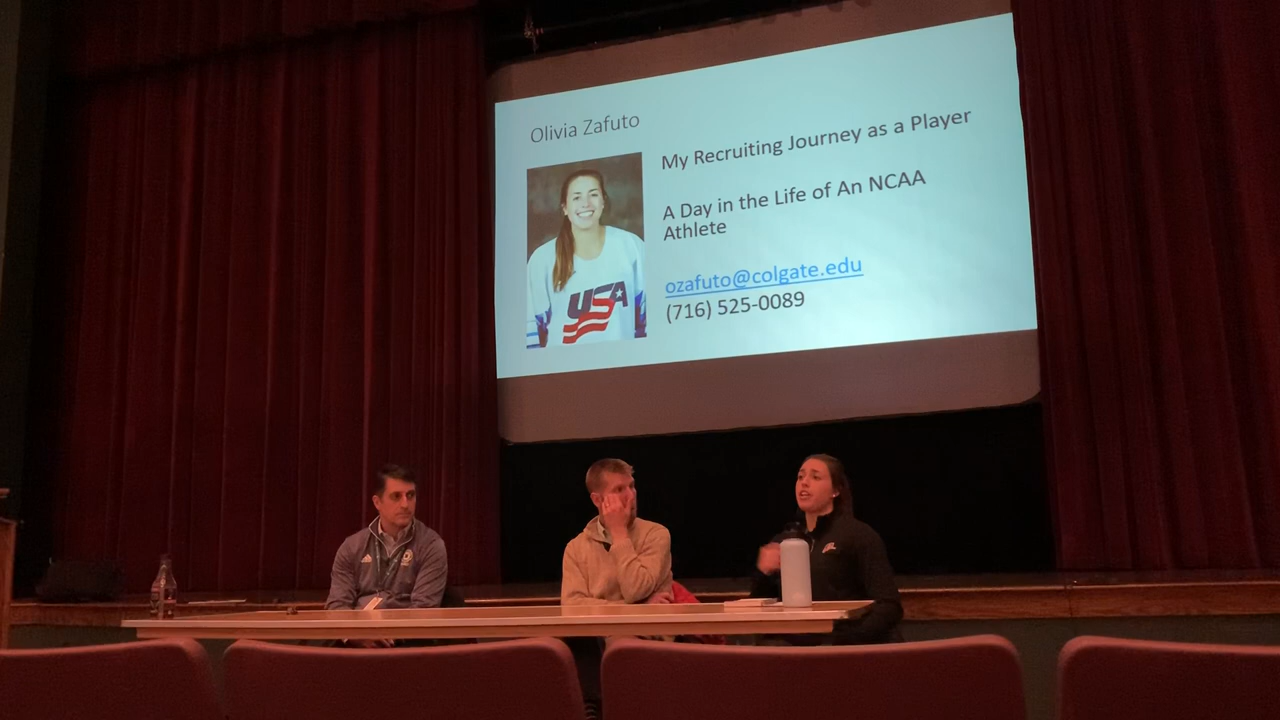 Olivia Zafuto
My Recruiting Journey as a Player
A Day in the Life of An NCAA
Athlete
ozafuto@colgate.edu
(716) 525-0089
USA